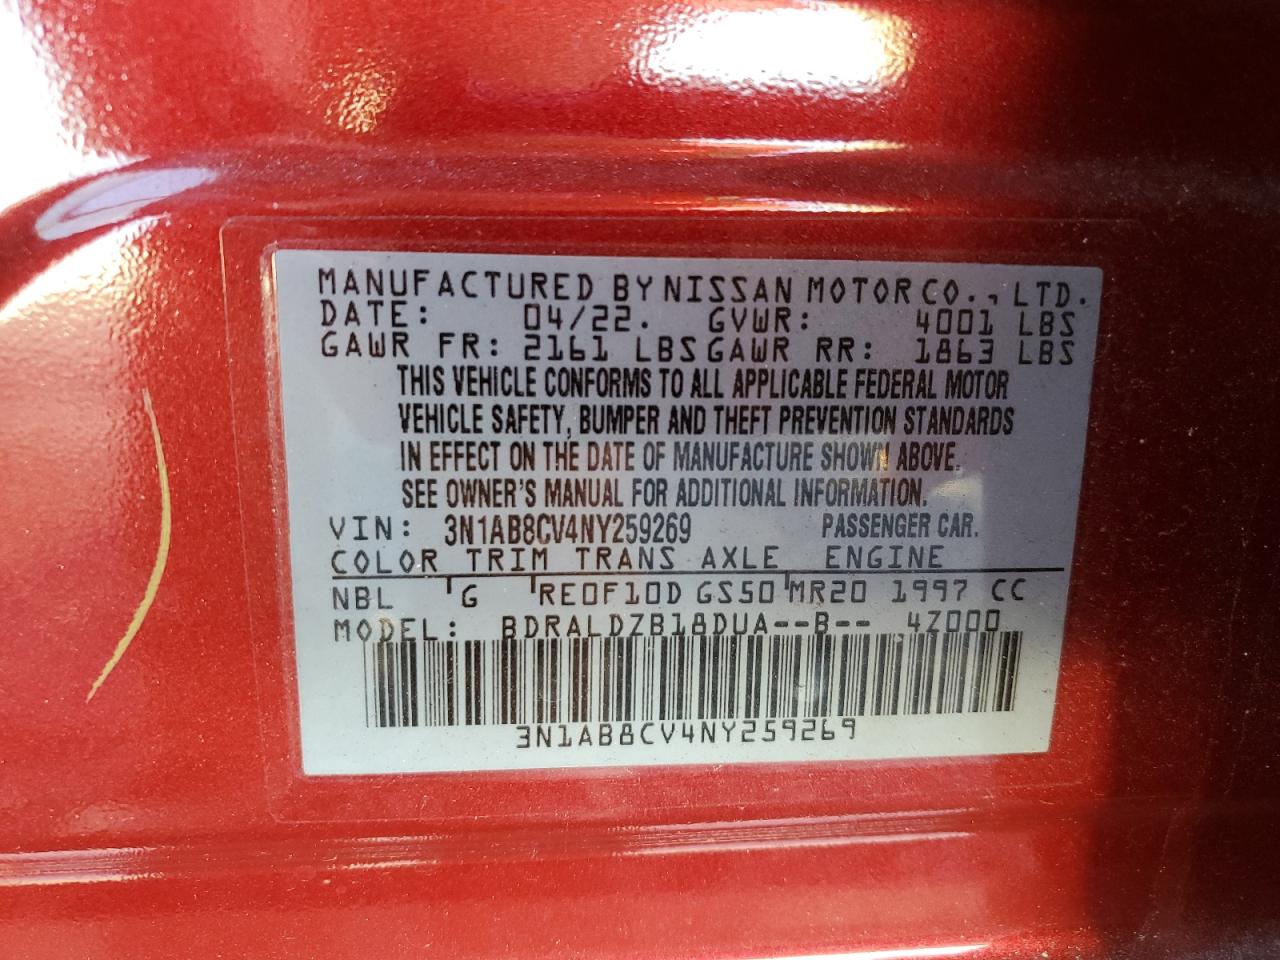 MANUFACTURED BY NISSAN MOTOR CO., LTD.
DATE: 04/22. GVWR: 4001 LBS
GAWR FR: 2161 LBS GAWR RR: 1863 LBS
THIS VEHICLE CONFORMS TO ALL APPLICABLE FEDERAL MOTOR
VEHICLE SAFETY, BUMPER AND THEFT PREVENTION STANDARDS
IN EFFECT ON THE DATE OF MANUFACTURE SHOWN ABOVE.
SEE OWNER'S MANUAL FOR ADDITIONAL INFORMATION.
VIN: 3N1AB8CV4NY259269 PASSENGER CAR.
COLOR TRIM TRANS AXLE ENGINE
NBL G RE0F10D GS50 MR20 1997 CC
MODEL: BDRALDZB18DUA--B-- ,4Z000
3N1AB8CV4NY259269